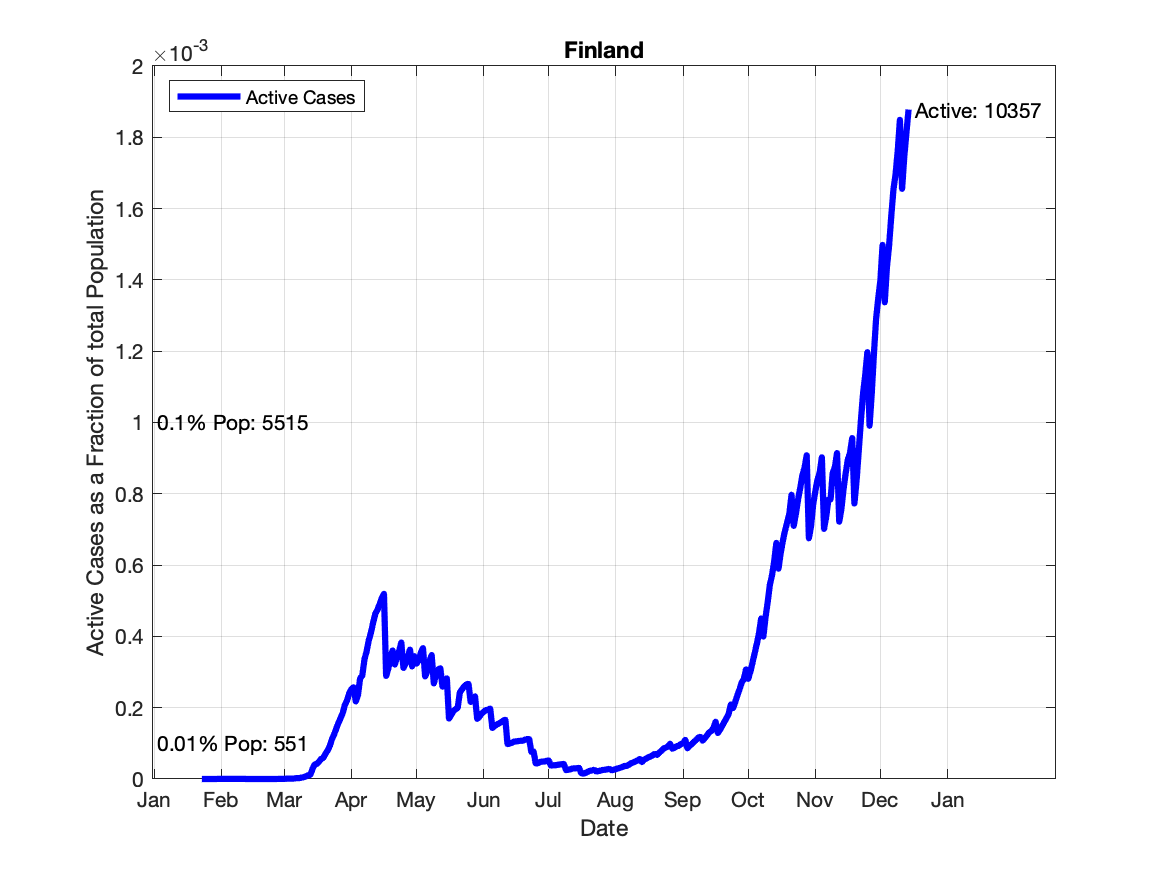 Finland
×10-3
2
1.8
1.6
1.4
1.2
1
0.8
0.6
0.4
0.2
0
Active Cases as a Fraction of total Population
Active Cases
Active: 10357
0.1% Pop: 5515
0.01% Pop: 551
Jan Feb Mar Apr May Jun Jul Aug Sep Oct Nov Dec Jan
Date